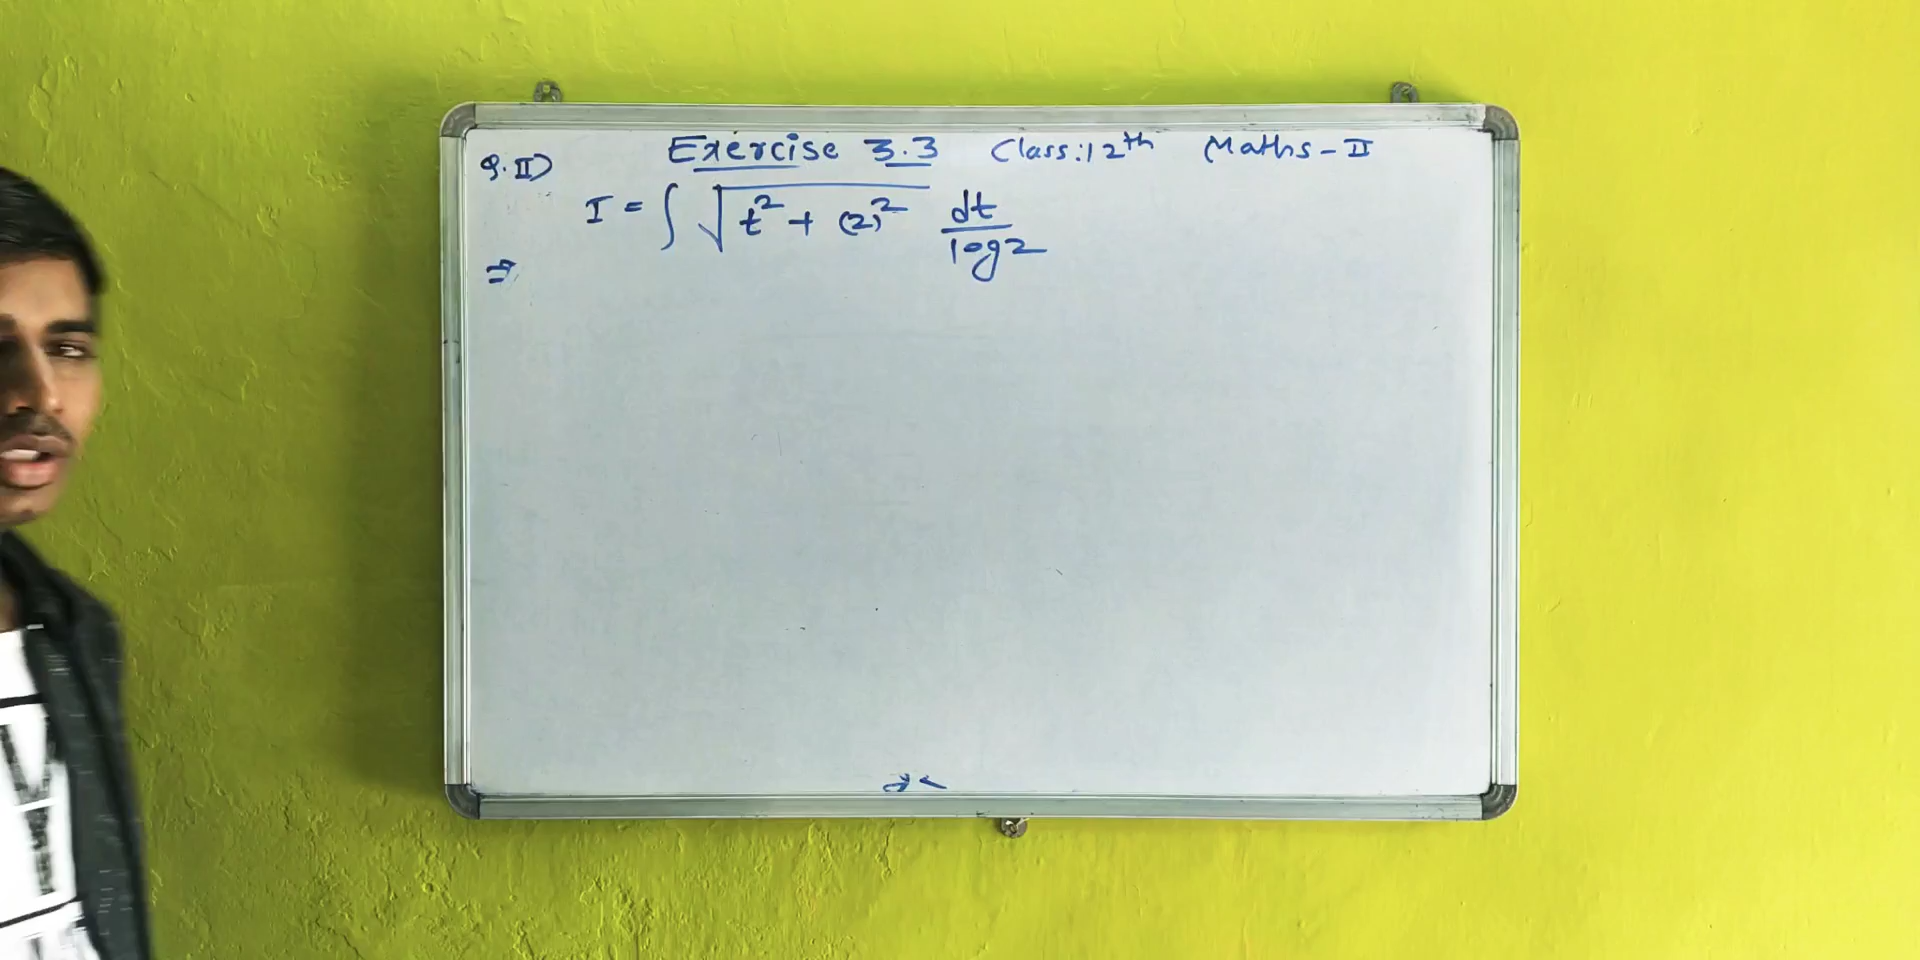 Exercise 3.3 Class:12th Maths-II
Q.II)
I = ∫ √(t² + (2)²) dt/log2
⇒